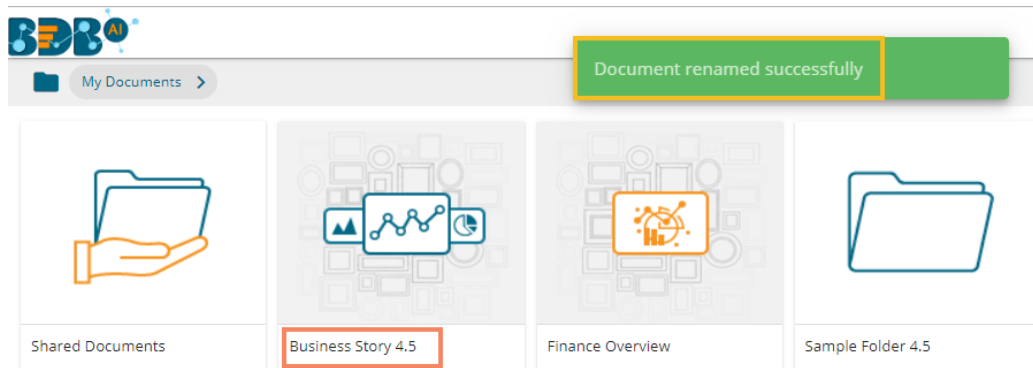 BDB AI
Document renamed successfully
My Documents
Shared Documents
Business Story 4.5
Finance Overview
Sample Folder 4.5